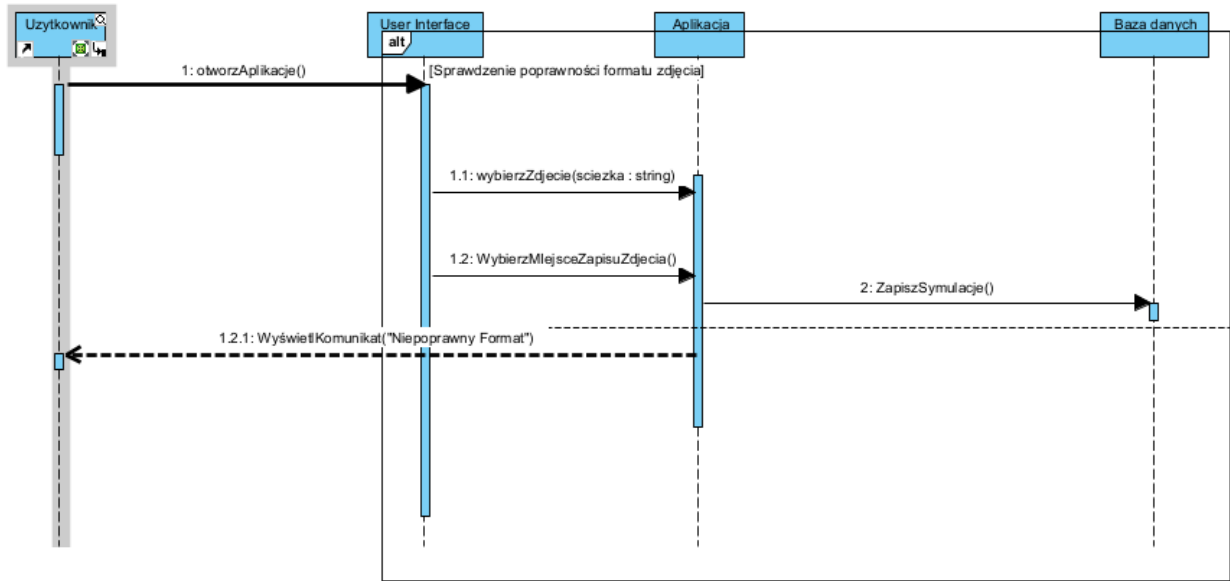 Uzytkownik
User Interface
Aplikacja
Baza danych
alt
1: otworzAplikacje()
[Sprawdzenie poprawności formatu zdjęcia]
1.1: wybierzZdjecie(sciezka : string)
1.2: WybierzMIejsceZapisuZdjecia()
2: ZapiszSymulacje()
1.2.1: WyświetlKomunikat("Niepoprawny Format")